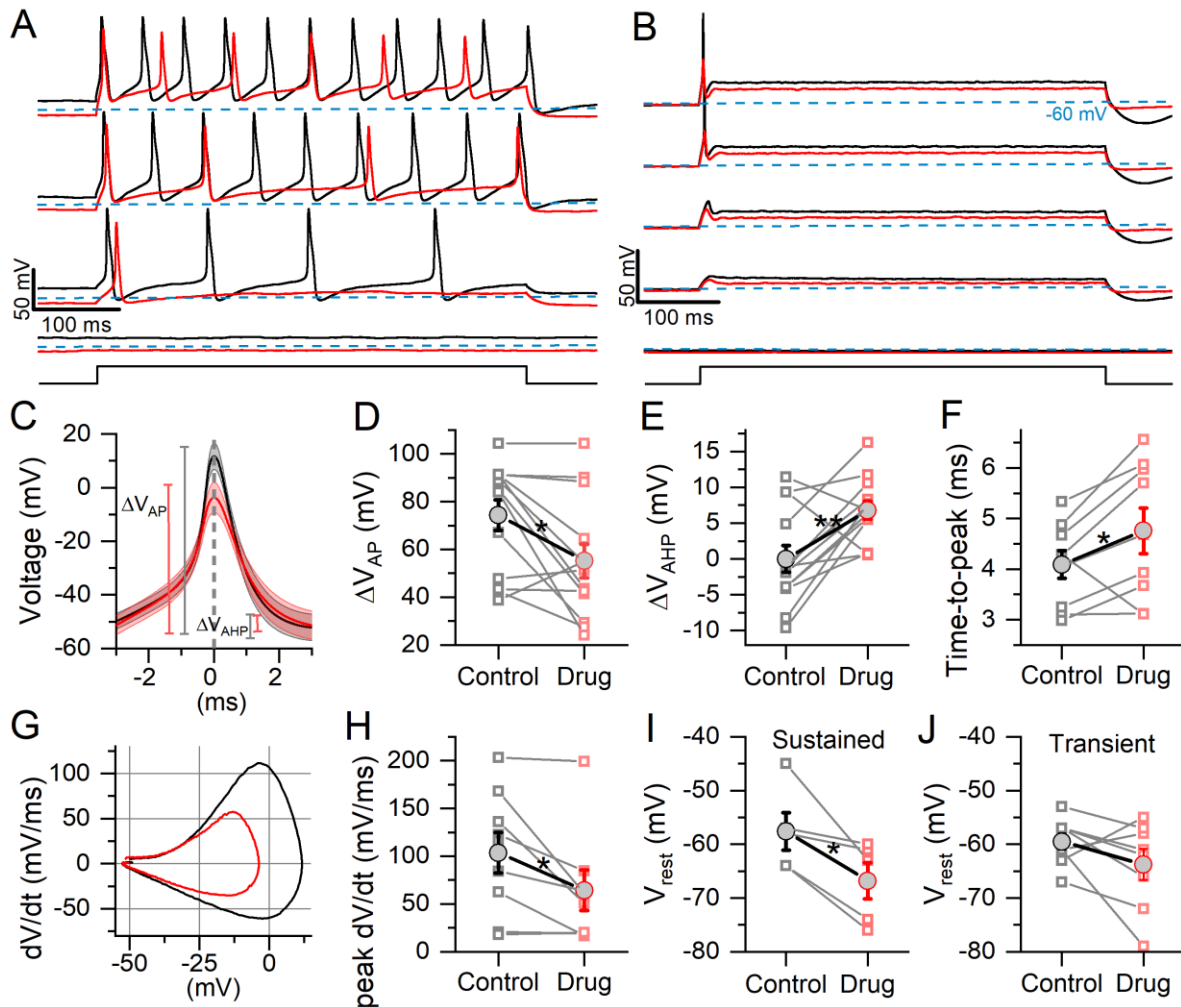 A
B
-60 mV
50 mV
100 ms
50 mV
100 ms
C
20
0
-20
-40
-60
Voltage (mV)
ΔV_AP
ΔV_AHP
-2 0 2
(ms)
D
100
80
60
40
20
ΔV_AP (mV)
*
Control Drug
E
15
10
5
0
-5
-10
ΔV_AHP (mV)
**
Control Drug
F
6
5
4
3
Time-to-peak (ms)
*
Control Drug
G
100
50
0
-50
dV/dt (mV/ms)
-50 -25 0
(mV)
H
200
150
100
50
0
peak dV/dt (mV/ms)
*
Control Drug
I
Sustained
-40
-50
-60
-70
-80
V_rest (mV)
*
Control Drug
J
Transient
-40
-50
-60
-70
-80
V_rest (mV)
Control Drug